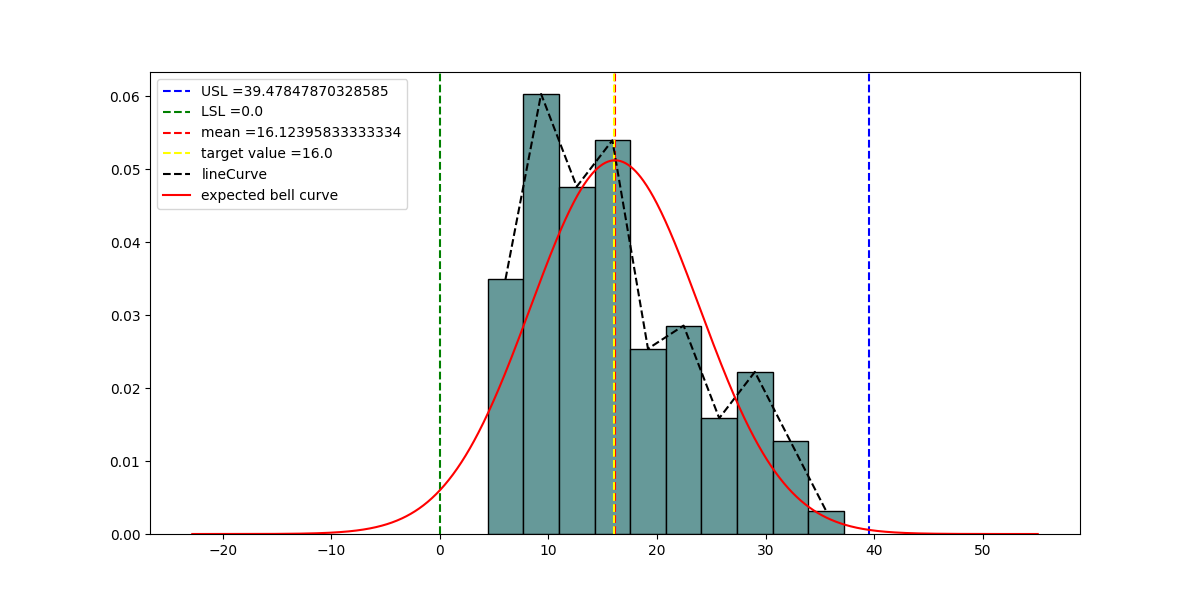 USL =39.47847870328585
LSL =0.0
mean =16.12395833333334
target value =16.0
lineCurve
expected bell curve
0.06
0.05
0.04
0.03
0.02
0.01
0.00
−20 −10 0 10 20 30 40 50